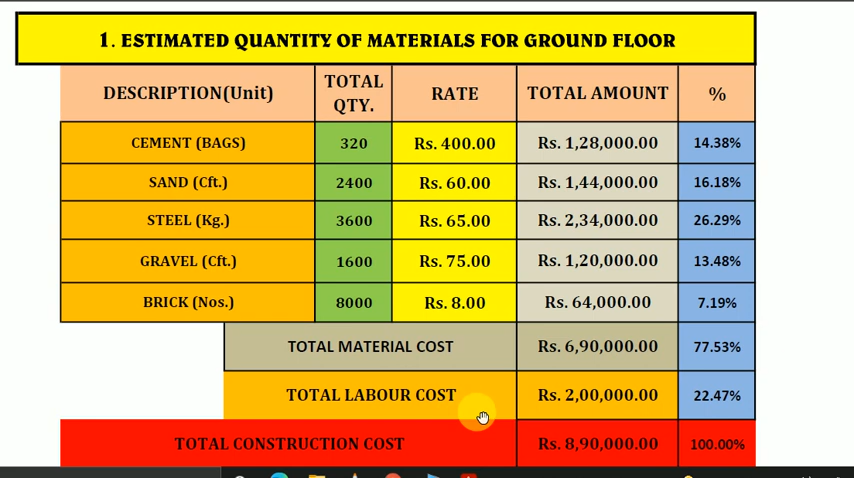 1. ESTIMATED QUANTITY OF MATERIALS FOR GROUND FLOOR
DESCRIPTION(Unit) TOTAL QTY. RATE TOTAL AMOUNT %
CEMENT (BAGS) 320 Rs. 400.00 Rs. 1,28,000.00 14.38%
SAND (Cft.) 2400 Rs. 60.00 Rs. 1,44,000.00 16.18%
STEEL (Kg.) 3600 Rs. 65.00 Rs. 2,34,000.00 26.29%
GRAVEL (Cft.) 1600 Rs. 75.00 Rs. 1,20,000.00 13.48%
BRICK (Nos.) 8000 Rs. 8.00 Rs. 64,000.00 7.19%
TOTAL MATERIAL COST Rs. 6,90,000.00 77.53%
TOTAL LABOUR COST Rs. 2,00,000.00 22.47%
TOTAL CONSTRUCTION COST Rs. 8,90,000.00 100.00%